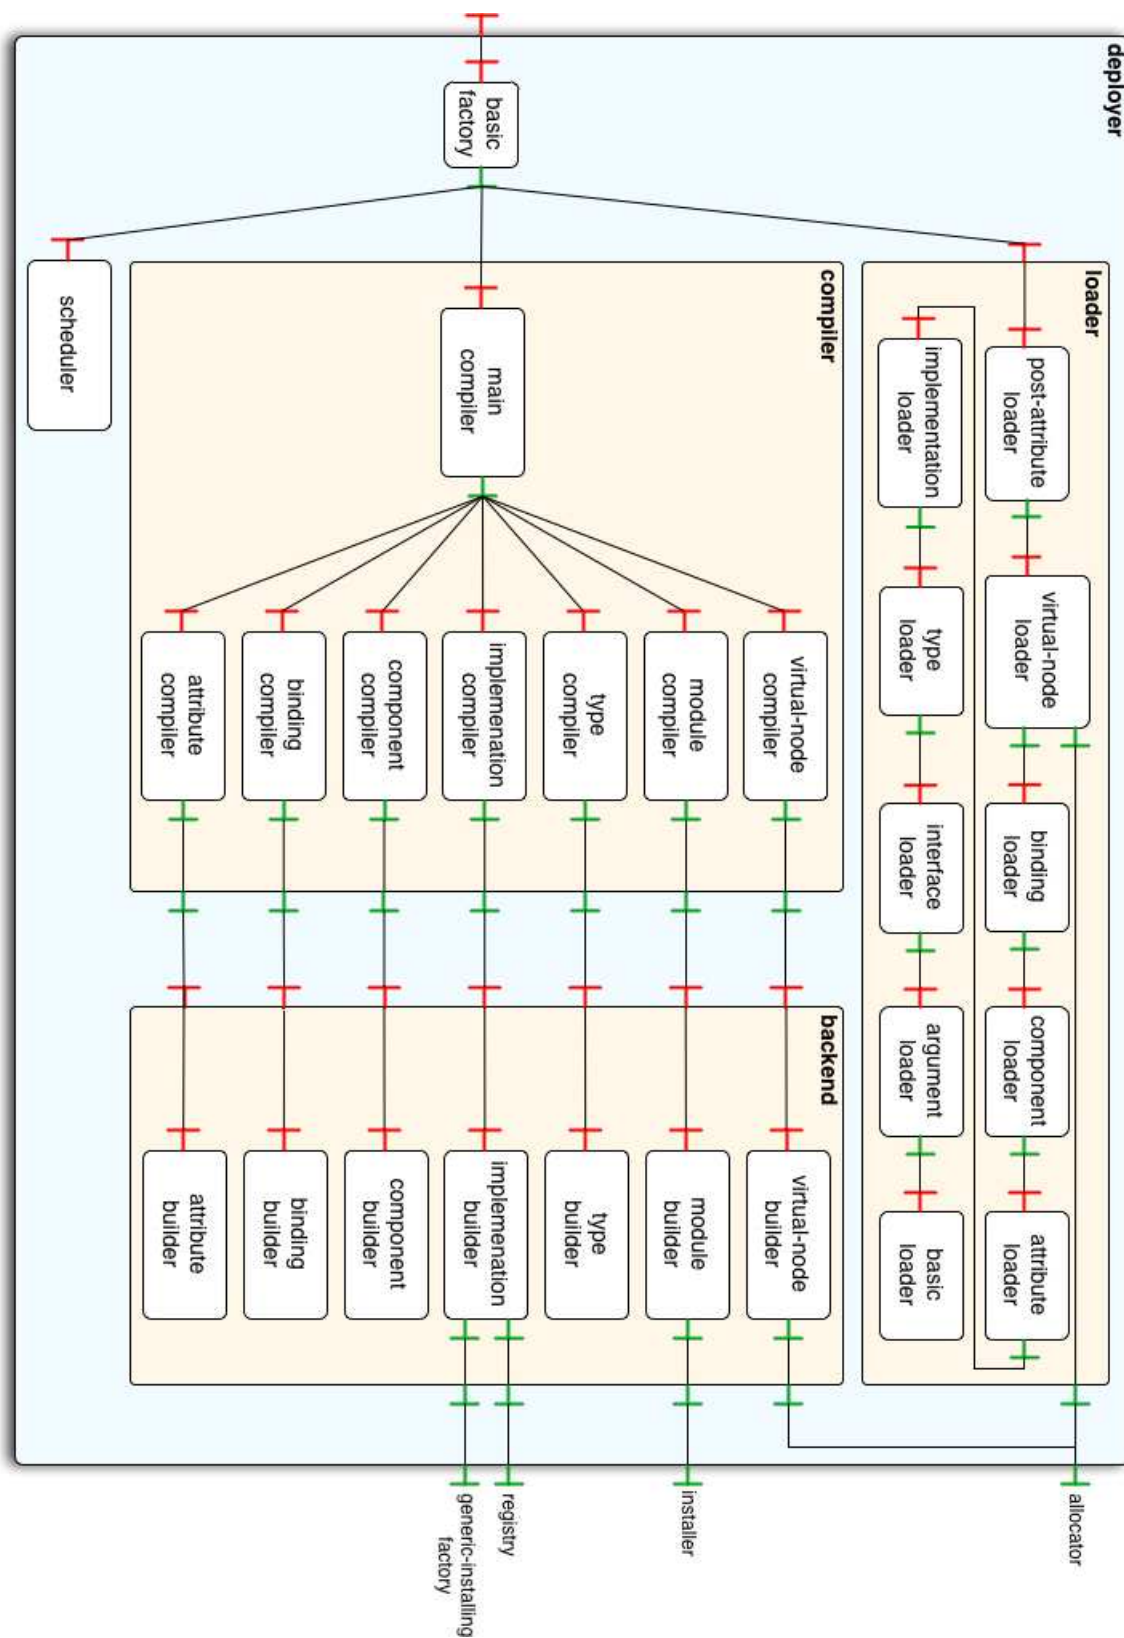 deployer
loader
post-attribute
loader
virtual-node
loader
binding
loader
component
loader
attribute
loader
implementation
loader
type
loader
interface
loader
argument
loader
basic
loader
allocator
basic
factory
compiler
main
compiler
virtual-node
compiler
module
compiler
type
compiler
implemenation
compiler
component
compiler
binding
compiler
attribute
compiler
backend
virtual-node
builder
module
builder
type
builder
implemenation
builder
component
builder
binding
builder
attribute
builder
installer
registry
generic-installing
factory
scheduler